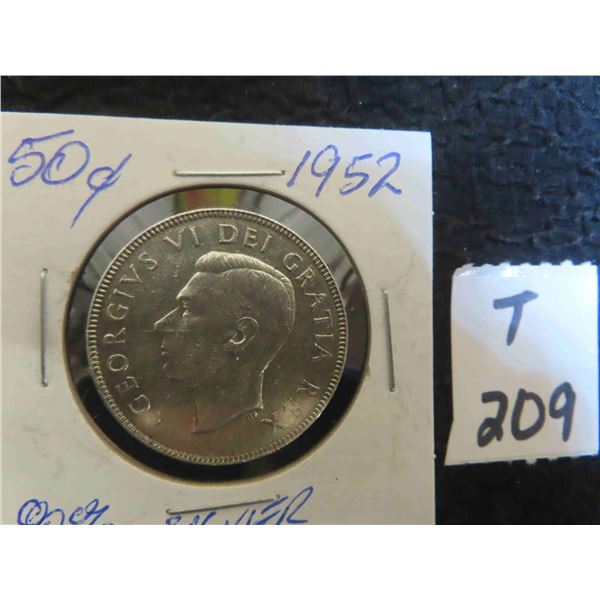 50¢ 1952
GEORGIVS VI DEI GRATIA REX
T
209